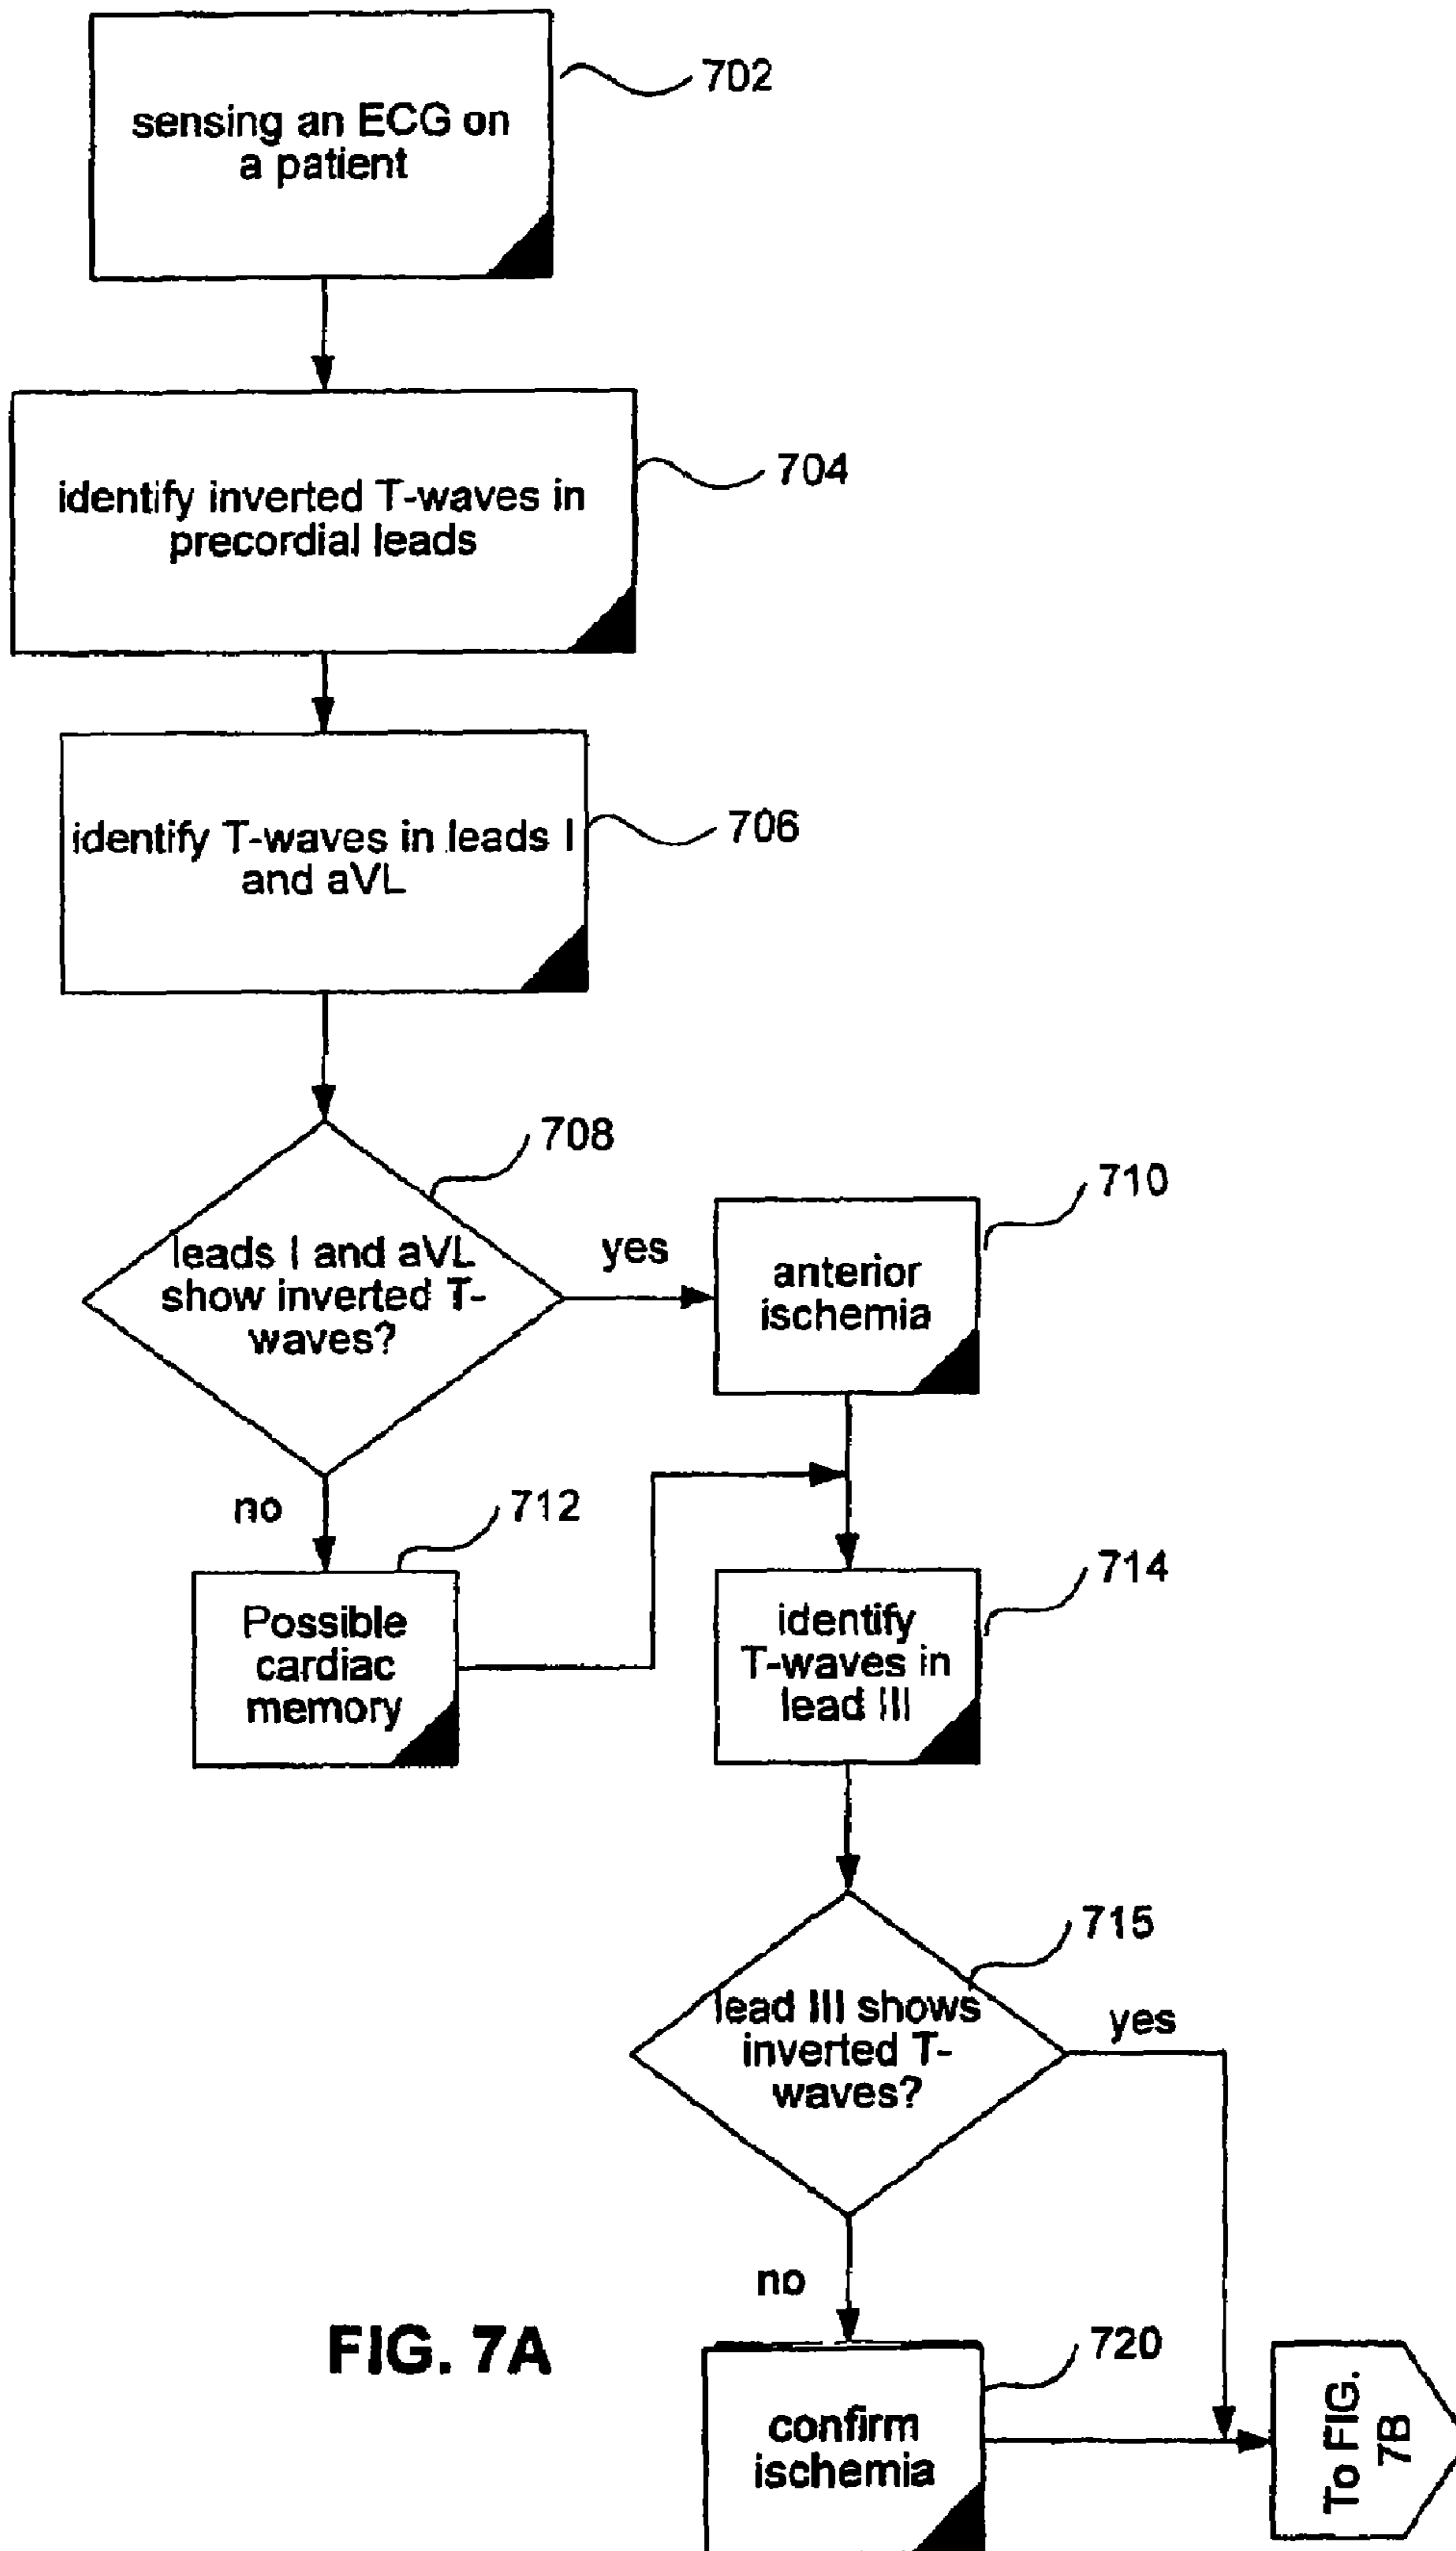 702
sensing an ECG on
a patient
704
identify inverted T-waves in
precordial leads
706
identify T-waves in leads I
and aVL
708
leads I and aVL
show inverted T-
waves?
yes
710
anterior
ischemia
no
712
Possible
cardiac
memory
714
identify
T-waves in
lead III
715
lead III shows
inverted T-
waves?
yes
no
720
confirm
ischemia
To FIG.
7B
FIG. 7A